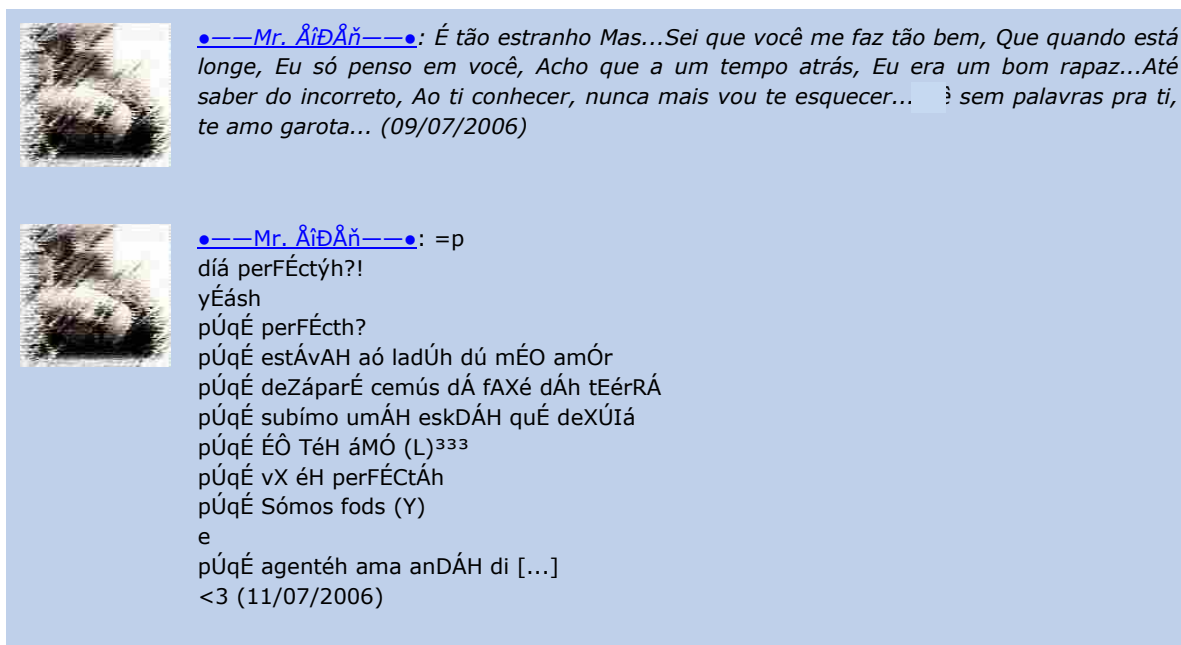 ●——Mr. ÅîÐÅň——●: É tão estranho Mas...Sei que você me faz tão bem, Que quando está
longe, Eu só penso em você, Acho que a um tempo atrás, Eu era um bom rapaz...Até
saber do incorreto, Ao ti conhecer, nunca mais vou te esquecer... sem palavras pra ti,
te amo garota... (09/07/2006)
●——Mr. ÅîÐÅň——●: =p
díá perFÉctýh?!
yÉásh
pÚqÉ perFÉcth?
pÚqÉ estÁvAH aó ladÚh dú mÉO amÓr
pÚqÉ deZáparÉ cemús dÁ fAXé dÁh tEérRÁ
pÚqÉ subímo umÁH eskDÁH quÉ deXÚIá
pÚqÉ ÉÔ TéH áMÓ (L)³³³
pÚqÉ vX éH perFÉCtÁh
pÚqÉ Sómos fods (Y)
e
pÚqÉ agentéh ama anDÁH di [...]
<3 (11/07/2006)